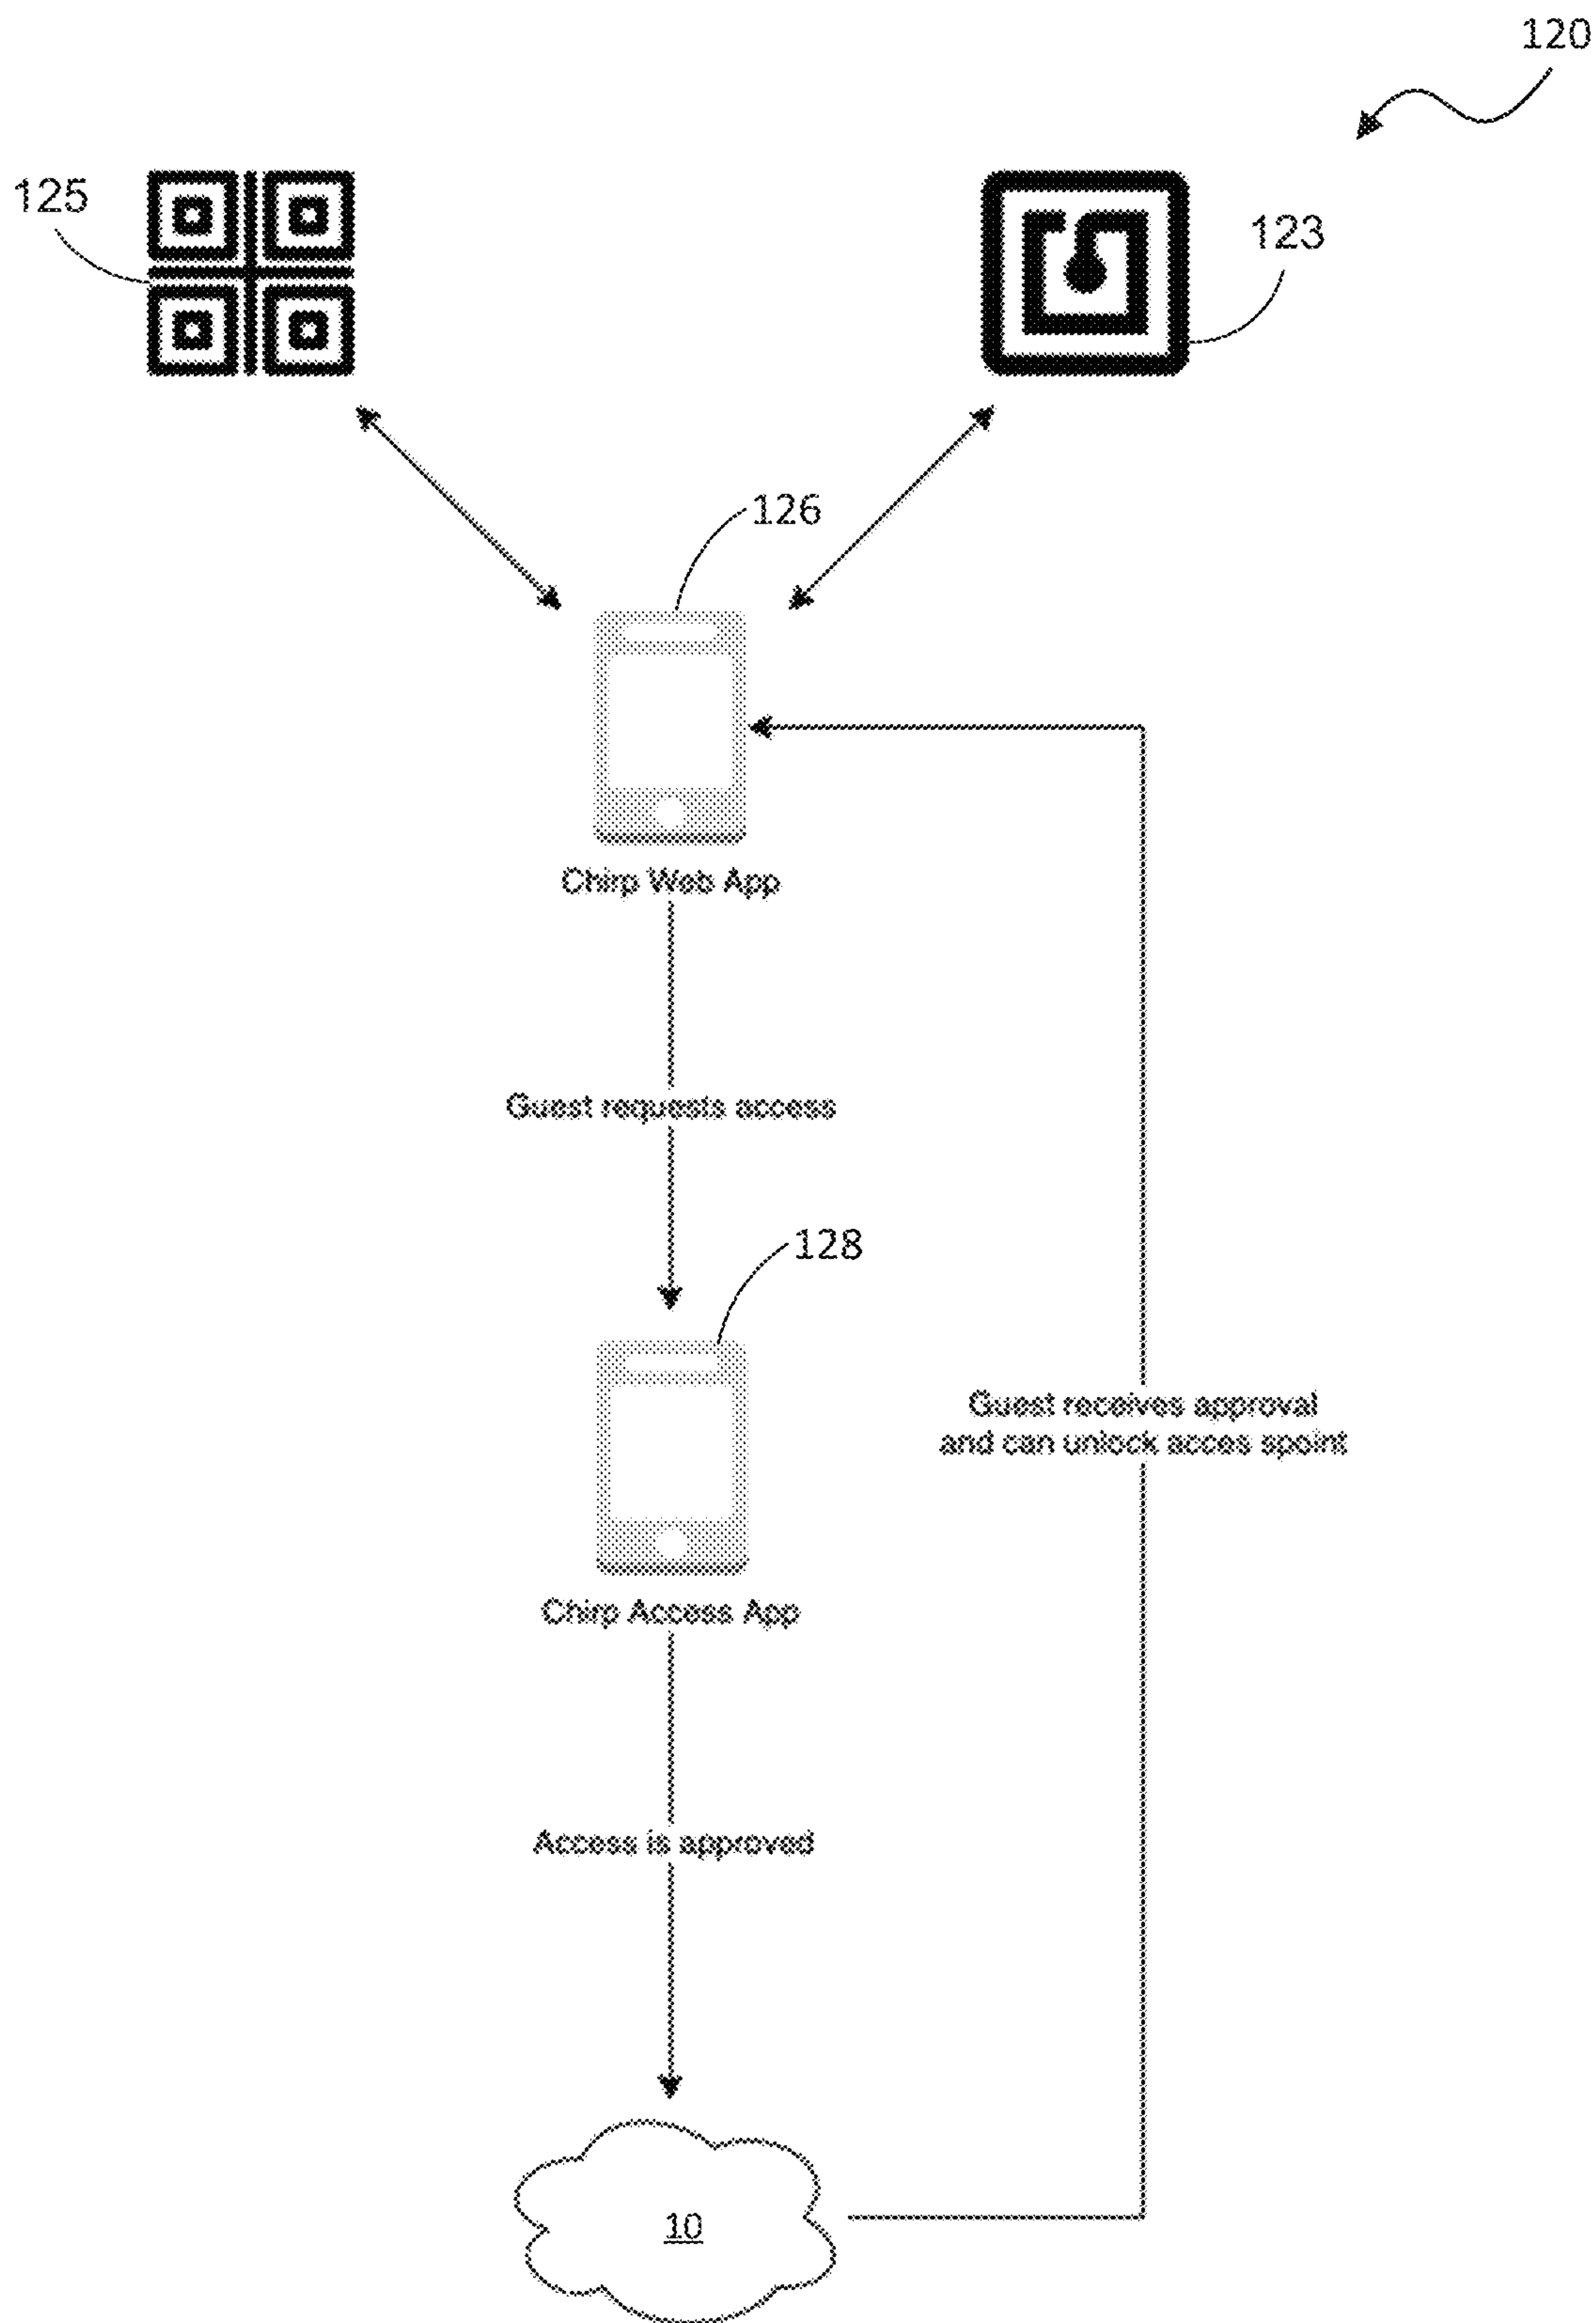 120
125
123
126
Chirp Web App
Guest requests access
128
Guest receives approval
and can unlock acces spoint
Chirp Access App
Access is approved
10